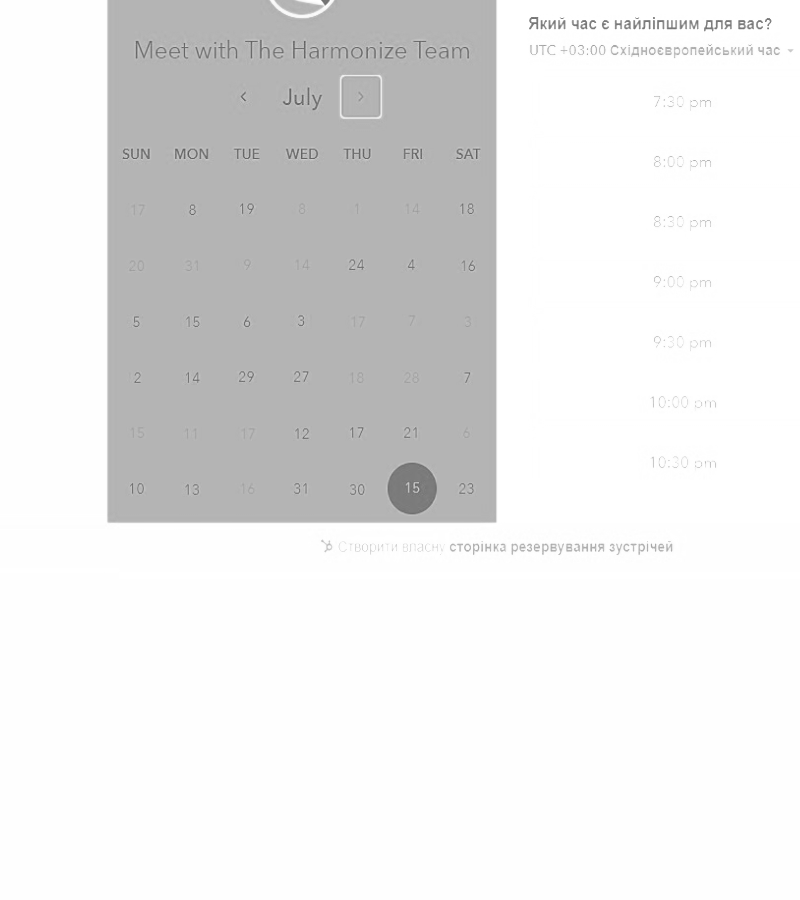 Meet with The Harmonize Team
July
SUN MON TUE WED THU FRI SAT
17 8 19 8 1 14 18
20 31 9 14 24 4 16
5 15 6 3 17 7 3
2 14 29 27 18 28 7
15 11 17 12 17 21 6
10 13 16 31 30 15 23
Який час є найліпшим для вас?
UTC +03:00 Східноєвропейський час
7:30 pm
8:00 pm
8:30 pm
9:00 pm
9:30 pm
10:00 pm
10:30 pm
Створити власну сторінка резервування зустрічей